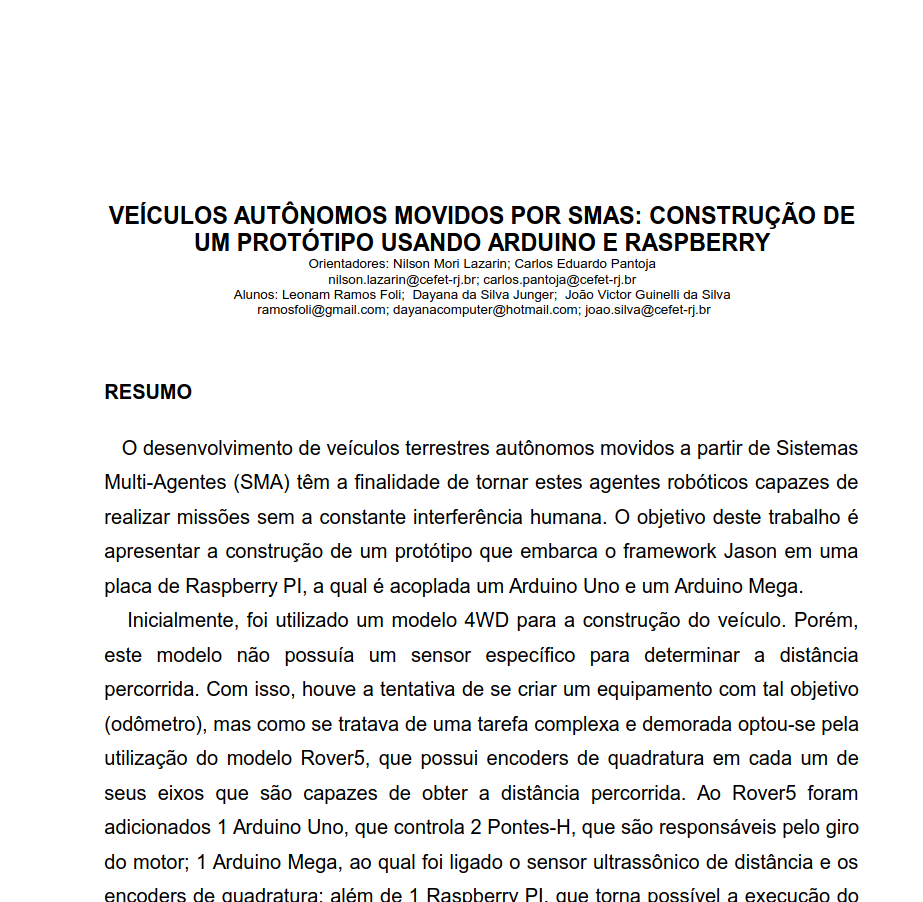 VEÍCULOS AUTÔNOMOS MOVIDOS POR SMAS: CONSTRUÇÃO DE
UM PROTÓTIPO USANDO ARDUINO E RASPBERRY
Orientadores: Nilson Mori Lazarin; Carlos Eduardo Pantoja
nilson.lazarin@cefet-rj.br; carlos.pantoja@cefet-rj.br
Alunos: Leonam Ramos Foli; Dayana da Silva Junger; João Victor Guinelli da Silva
ramosfoli@gmail.com; dayanacomputer@hotmail.com; joao.silva@cefet-rj.br
RESUMO
O desenvolvimento de veículos terrestres autônomos movidos a partir de Sistemas
Multi-Agentes (SMA) têm a finalidade de tornar estes agentes robóticos capazes de
realizar missões sem a constante interferência humana. O objetivo deste trabalho é
apresentar a construção de um protótipo que embarca o framework Jason em uma
placa de Raspberry PI, a qual é acoplada um Arduino Uno e um Arduino Mega.
Inicialmente, foi utilizado um modelo 4WD para a construção do veículo. Porém,
este modelo não possuía um sensor específico para determinar a distância
percorrida. Com isso, houve a tentativa de se criar um equipamento com tal objetivo
(odômetro), mas como se tratava de uma tarefa complexa e demorada optou-se pela
utilização do modelo Rover5, que possui encoders de quadratura em cada um de
seus eixos que são capazes de obter a distância percorrida. Ao Rover5 foram
adicionados 1 Arduino Uno, que controla 2 Pontes-H, que são responsáveis pelo giro
do motor; 1 Arduino Mega, ao qual foi ligado o sensor ultrassônico de distância e os
encoders de quadratura; além de 1 Raspberry PI, que torna possível a execução do